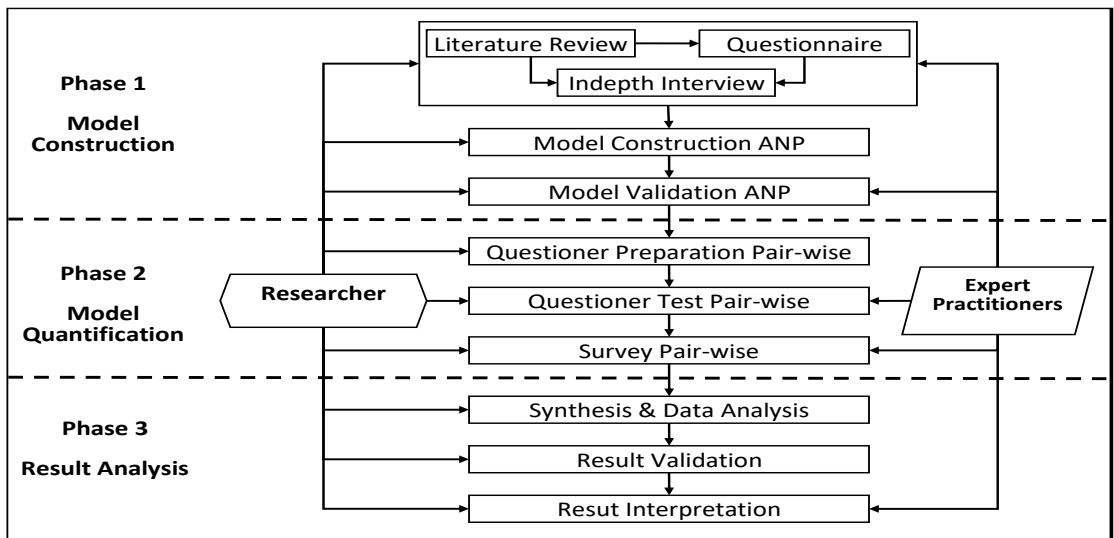 Phase 1
Model
Construction
Literature Review
Questionnaire
Indepth Interview
Model Construction ANP
Model Validation ANP
Phase 2
Model
Quantification
Researcher
Questioner Preparation Pair-wise
Questioner Test Pair-wise
Survey Pair-wise
Expert
Practitioners
Phase 3
Result Analysis
Synthesis & Data Analysis
Result Validation
Resut Interpretation